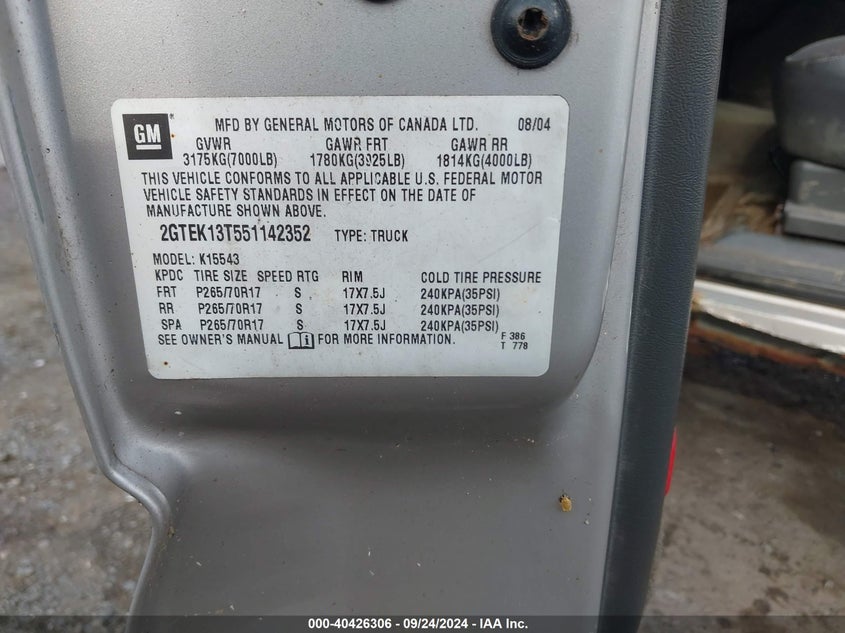 GM
MFD BY GENERAL MOTORS OF CANADA LTD. 08/04
GVWR GAWR FRT GAWR RR
3175KG(7000LB) 1780KG(3925LB) 1814KG(4000LB)
THIS VEHICLE CONFORMS TO ALL APPLICABLE U.S. FEDERAL MOTOR
VEHICLE SAFETY STANDARDS IN EFFECT ON THE DATE OF
MANUFACTURE SHOWN ABOVE.
2GTEK13T551142352 TYPE: TRUCK
MODEL: K15543
KPDC TIRE SIZE SPEED RTG RIM COLD TIRE PRESSURE
FRT P265/70R17 S 17X7.5J 240KPA(35PSI)
RR P265/70R17 S 17X7.5J 240KPA(35PSI)
SPA P265/70R17 S 17X7.5J 240KPA(35PSI)
SEE OWNER'S MANUAL FOR MORE INFORMATION. F 386
T 778
000-40426306 - 09/24/2024 - IAA Inc.